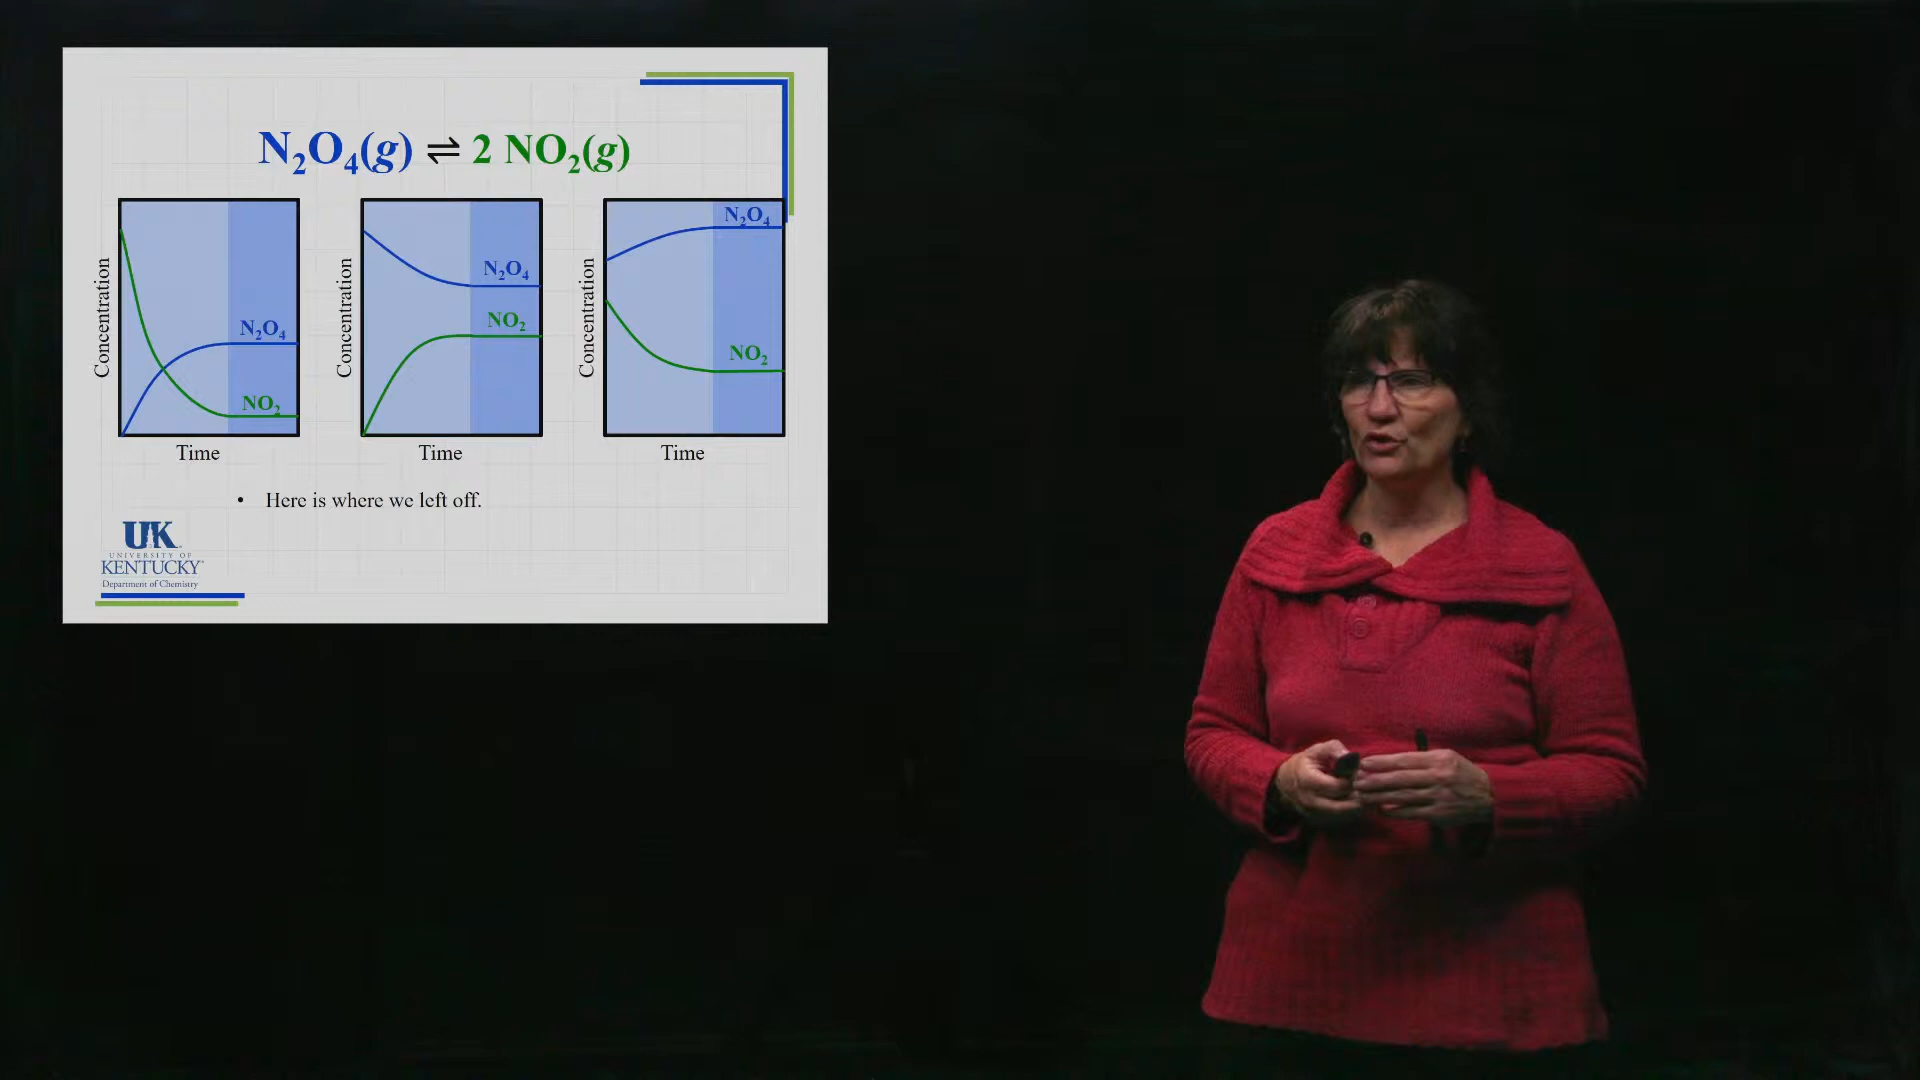 N₂O₄(g) ⇌ 2 NO₂(g)
Concentration
N₂O₄
NO₂
Time
Concentration
N₂O₄
NO₂
Time
Concentration
N₂O₄
NO₂
Time
• Here is where we left off.
UK
UNIVERSITY OF
KENTUCKY
Department of Chemistry